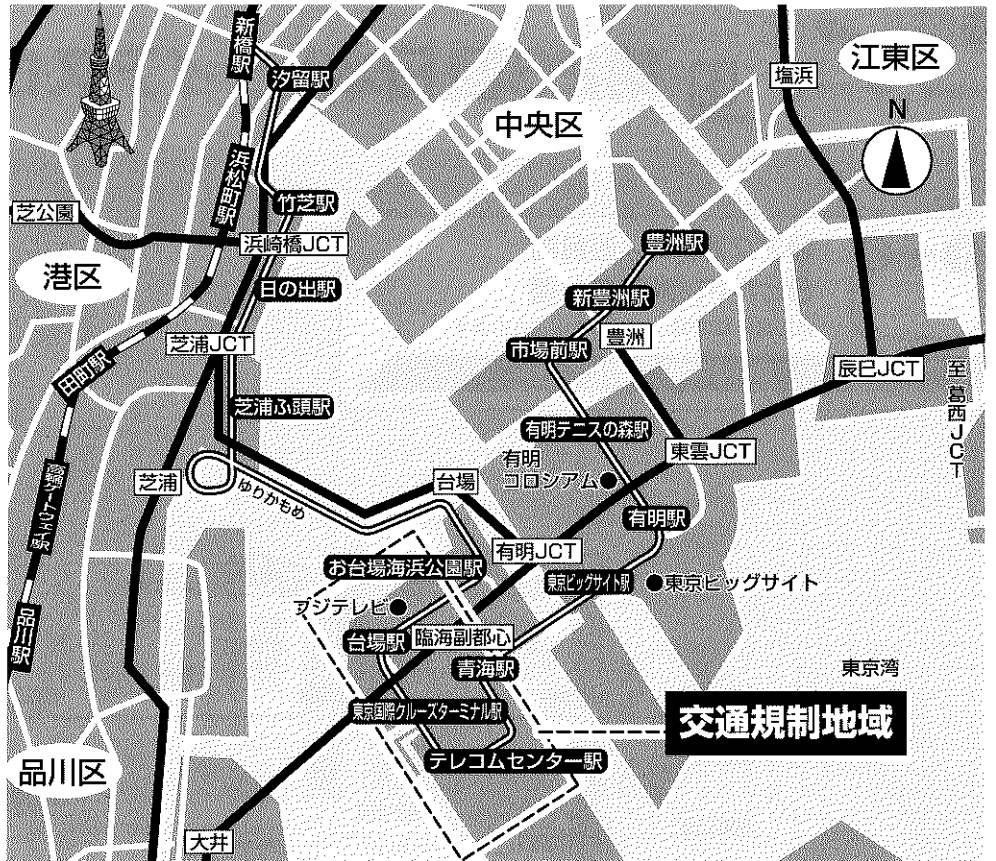 新橋駅
汐留駅
塩浜
江東区
中央区
N
浜松町駅
竹芝駅
芝公園
浜崎橋JCT
豊洲駅
港区
日の出駅
新豊洲駅
芝浦JCT
市場前駅
豊洲
辰巳JCT
至葛西JCT
田町駅
芝浦ふ頭駅
有明テニスの森駅
東雲JCT
有明
コロシアム
芝浦
ゆりかもめ
台場
有明駅
高輪ゲートウェイ駅
有明JCT
お台場海浜公園駅
東京ビッグサイト駅
東京ビッグサイト
フジテレビ
品川駅
台場駅
臨海副都心
青海駅
東京湾
東京国際クルーズターミナル駅
交通規制地域
テレコムセンター駅
品川区
大井